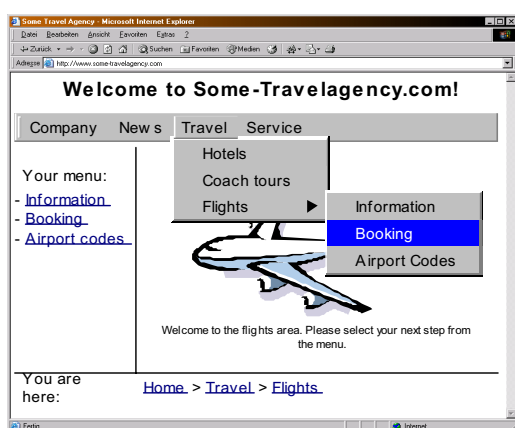 Some Travel Agency - Microsoft Internet Explorer
Datei Bearbeiten Ansicht Favoriten Extras ?
Zurück Suchen Favoriten Medien
Adresse http://www.some-travelagency.com
Welcome to Some-Travelagency.com!
Company News Travel Service
Hotels
Coach tours
Flights
Information
Booking
Airport Codes
Your menu:
- Information
- Booking
- Airport codes
Welcome to the flights area. Please select your next step from
the menu.
You are
here:
Home > Travel > Flights
Fertig Internet